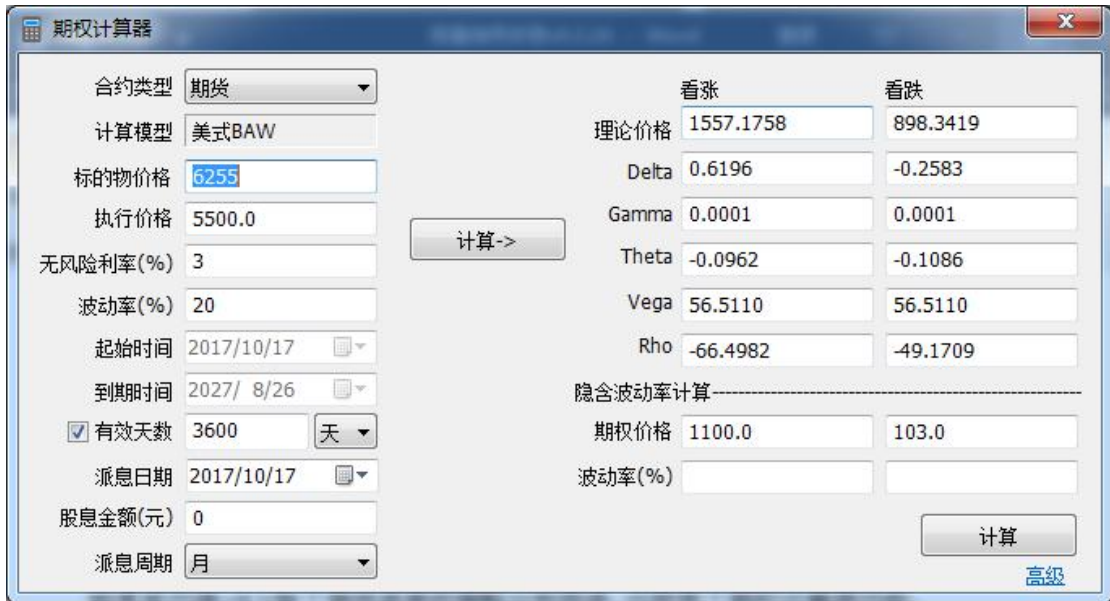 期权计算器
合约类型 期货
计算模型 美式BAW
标的物价格 6255
执行价格 5500.0
无风险利率(%) 3
波动率(%) 20
起始时间 2017/10/17
到期时间 2027/ 8/26
有效天数 3600 天
派息日期 2017/10/17
股息金额(元) 0
派息周期 月
计算->
看涨 看跌
理论价格 1557.1758 898.3419
Delta 0.6196 -0.2583
Gamma 0.0001 0.0001
Theta -0.0962 -0.1086
Vega 56.5110 56.5110
Rho -66.4982 -49.1709
隐含波动率计算
期权价格 1100.0 103.0
波动率(%)
计算
高级